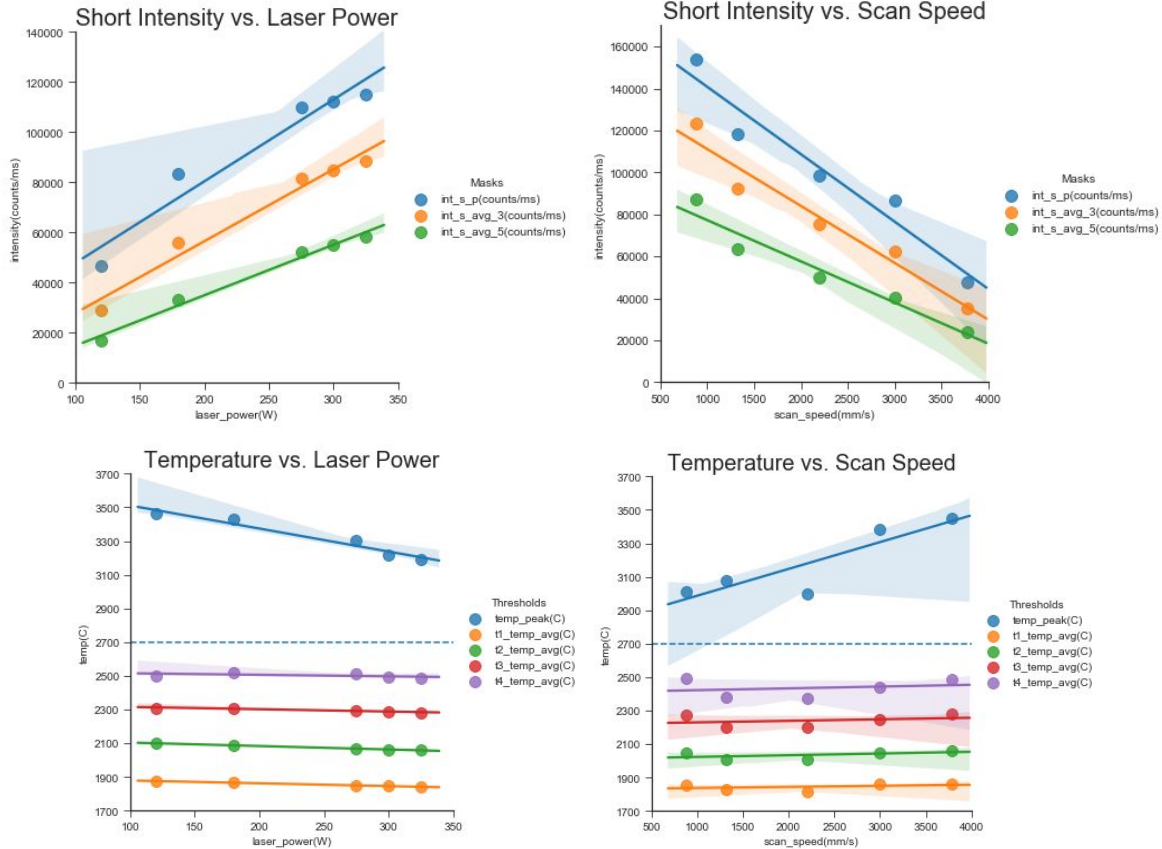 Short Intensity vs. Laser Power
140000
120000
100000
80000
60000
40000
20000
0
intensity(counts/ms)
100
150
200
250
300
350
laser_power(W)
Masks
int_s_p(counts/ms)
int_s_avg_3(counts/ms)
int_s_avg_5(counts/ms)
Short Intensity vs. Scan Speed
160000
140000
120000
100000
80000
60000
40000
20000
0
intensity(counts/ms)
500
1000
1500
2000
2500
3000
3500
4000
scan_speed(mm/s)
Masks
int_s_p(counts/ms)
int_s_avg_3(counts/ms)
int_s_avg_5(counts/ms)
Temperature vs. Laser Power
3700
3500
3300
3100
2900
2700
2500
2300
2100
1900
1700
temp(C)
100
150
200
250
300
350
laser_power(W)
Thresholds
temp_peak(C)
t1_temp_avg(C)
t2_temp_avg(C)
t3_temp_avg(C)
t4_temp_avg(C)
Temperature vs. Scan Speed
3700
3500
3300
3100
2900
2700
2500
2300
2100
1900
1700
temp(C)
500
1000
1500
2000
2500
3000
3500
4000
scan_speed(mm/s)
Thresholds
temp_peak(C)
t1_temp_avg(C)
t2_temp_avg(C)
t3_temp_avg(C)
t4_temp_avg(C)